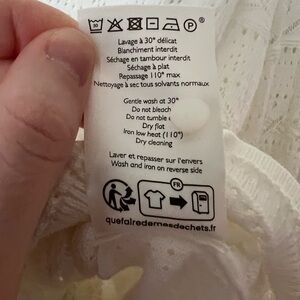 30 P ®
Lavage à 30° délicat
Blanchiment interdit
Séchage en tambour interdit
Séchage à plat
Repassage 110° max
Nettoyage à sec tous solvants normaux
Gentle wash at 30°
Do not bleach
Do not tumble
Dry flat
Iron low heat (110°)
Dry cleaning
Laver et repasser sur l'envers
Wash and iron on reverse side
FR
quefairedemesdechets.fr